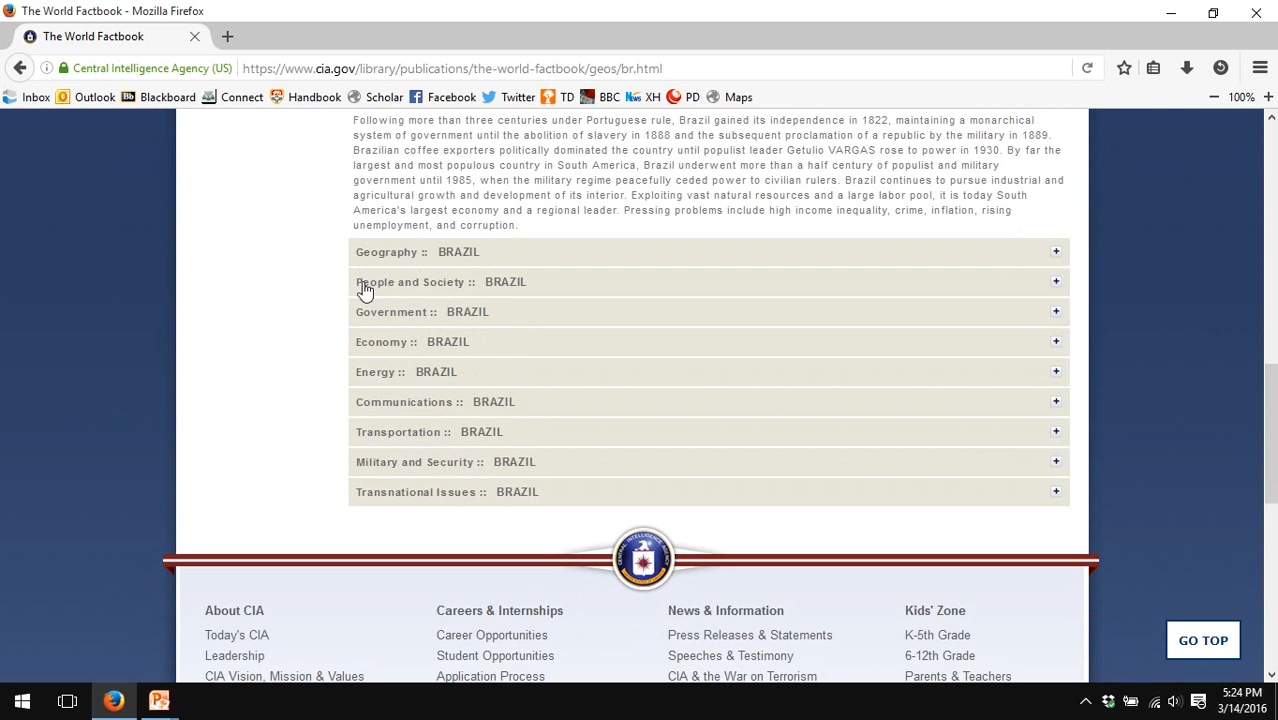 The World Factbook - Mozilla Firefox
The World Factbook
Central Intelligence Agency (US) https://www.cia.gov/library/publications/the-world-factbook/geos/br.html
Inbox Outlook Bb Blackboard Connect Handbook Scholar Facebook Twitter TD BBC News XH PD Maps 100%
Following more than three centuries under Portuguese rule, Brazil gained its independence in 1822, maintaining a monarchical
system of government until the abolition of slavery in 1888 and the subsequent proclamation of a republic by the military in 1889.
Brazilian coffee exporters politically dominated the country until populist leader Getulio VARGAS rose to power in 1930. By far the
largest and most populous country in South America, Brazil underwent more than a half century of populist and military
government until 1985, when the military regime peacefully ceded power to civilian rulers. Brazil continues to pursue industrial and
agricultural growth and development of its interior. Exploiting vast natural resources and a large labor pool, it is today South
America's largest economy and a regional leader. Pressing problems include high income inequality, crime, inflation, rising
unemployment, and corruption.
Geography :: BRAZIL
People and Society :: BRAZIL
Government :: BRAZIL
Economy :: BRAZIL
Energy :: BRAZIL
Communications :: BRAZIL
Transportation :: BRAZIL
Military and Security :: BRAZIL
Transnational Issues :: BRAZIL
About CIA Careers & Internships News & Information Kids' Zone
Today's CIA Career Opportunities Press Releases & Statements K-5th Grade
Leadership Student Opportunities Speeches & Testimony 6-12th Grade
CIA Vision, Mission & Values Application Process CIA & the War on Terrorism Parents & Teachers
GO TOP
5:24 PM
3/14/2016